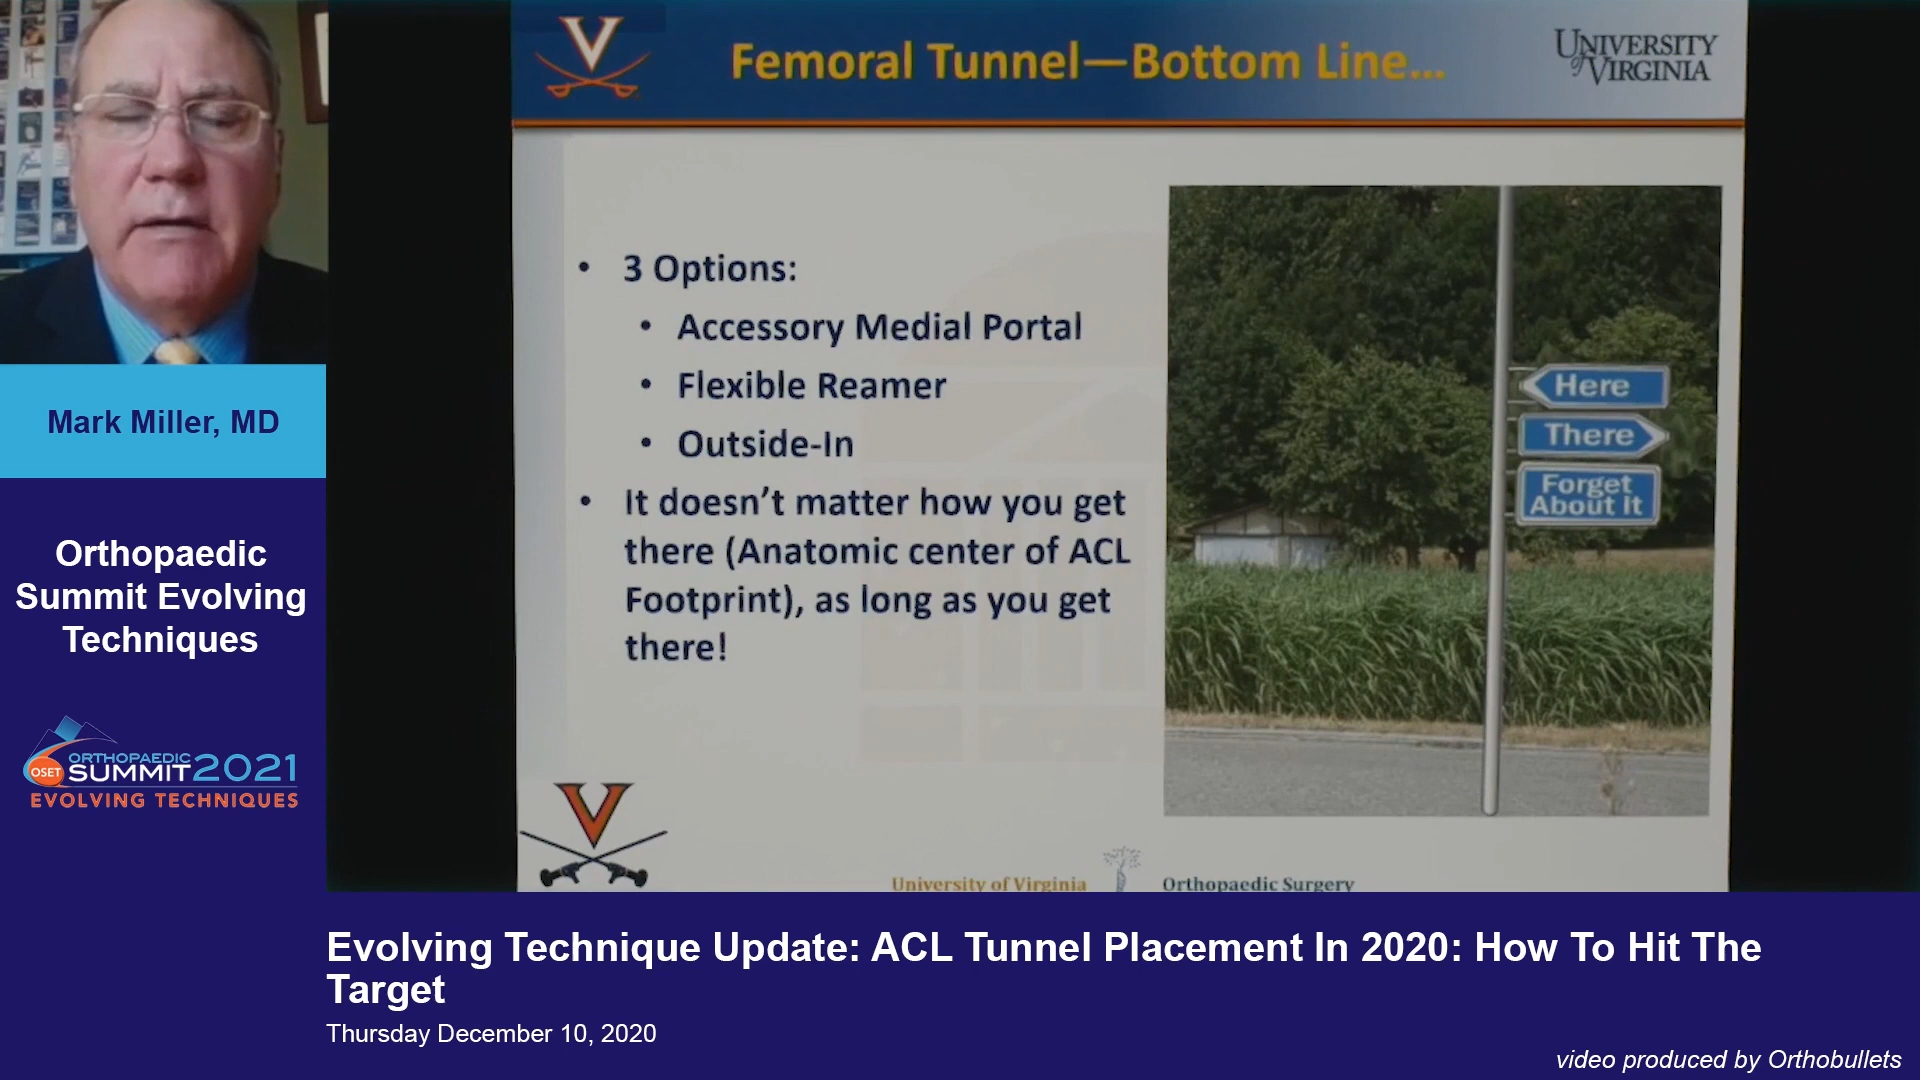 Femoral Tunnel—Bottom Line...
UNIVERSITY
of VIRGINIA
• 3 Options:
• Accessory Medial Portal
• Flexible Reamer
• Outside-In
• It doesn't matter how you get
there (Anatomic center of ACL
Footprint), as long as you get
there!
Here
There
Forget
About It
V
V
University of Virginia
Orthopaedic Surgery
Mark Miller, MD
Orthopaedic
Summit Evolving
Techniques
OSET
ORTHOPAEDIC
SUMMIT 2021
EVOLVING TECHNIQUES
Evolving Technique Update: ACL Tunnel Placement In 2020: How To Hit The
Target
Thursday December 10, 2020
video produced by Orthobullets